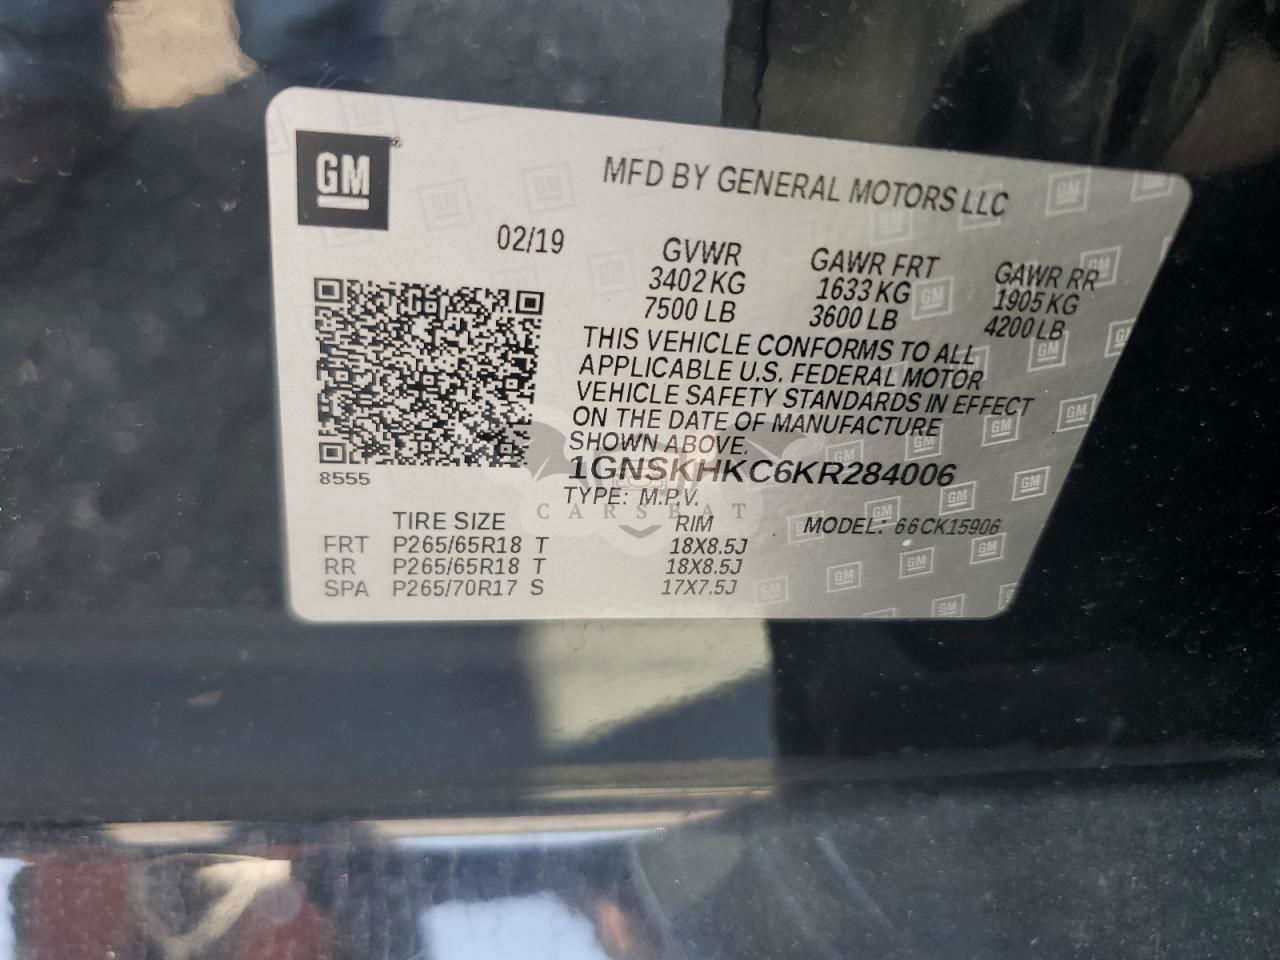 GM
MFD BY GENERAL MOTORS LLC
02/19 GVWR GAWR FRT GAWR RR
3402 KG 1633 KG 1905 KG
7500 LB 3600 LB 4200 LB
THIS VEHICLE CONFORMS TO ALL
APPLICABLE U.S. FEDERAL MOTOR
VEHICLE SAFETY STANDARDS IN EFFECT
ON THE DATE OF MANUFACTURE
SHOWN ABOVE.
8555
1GNSKHKC6KR284006
TYPE: M.P.V.
CARSBAT
TIRE SIZE RIM MODEL: 66CK15906
FRT P265/65R18 T 18X8.5J
RR P265/65R18 T 18X8.5J
SPA P265/70R17 S 17X7.5J